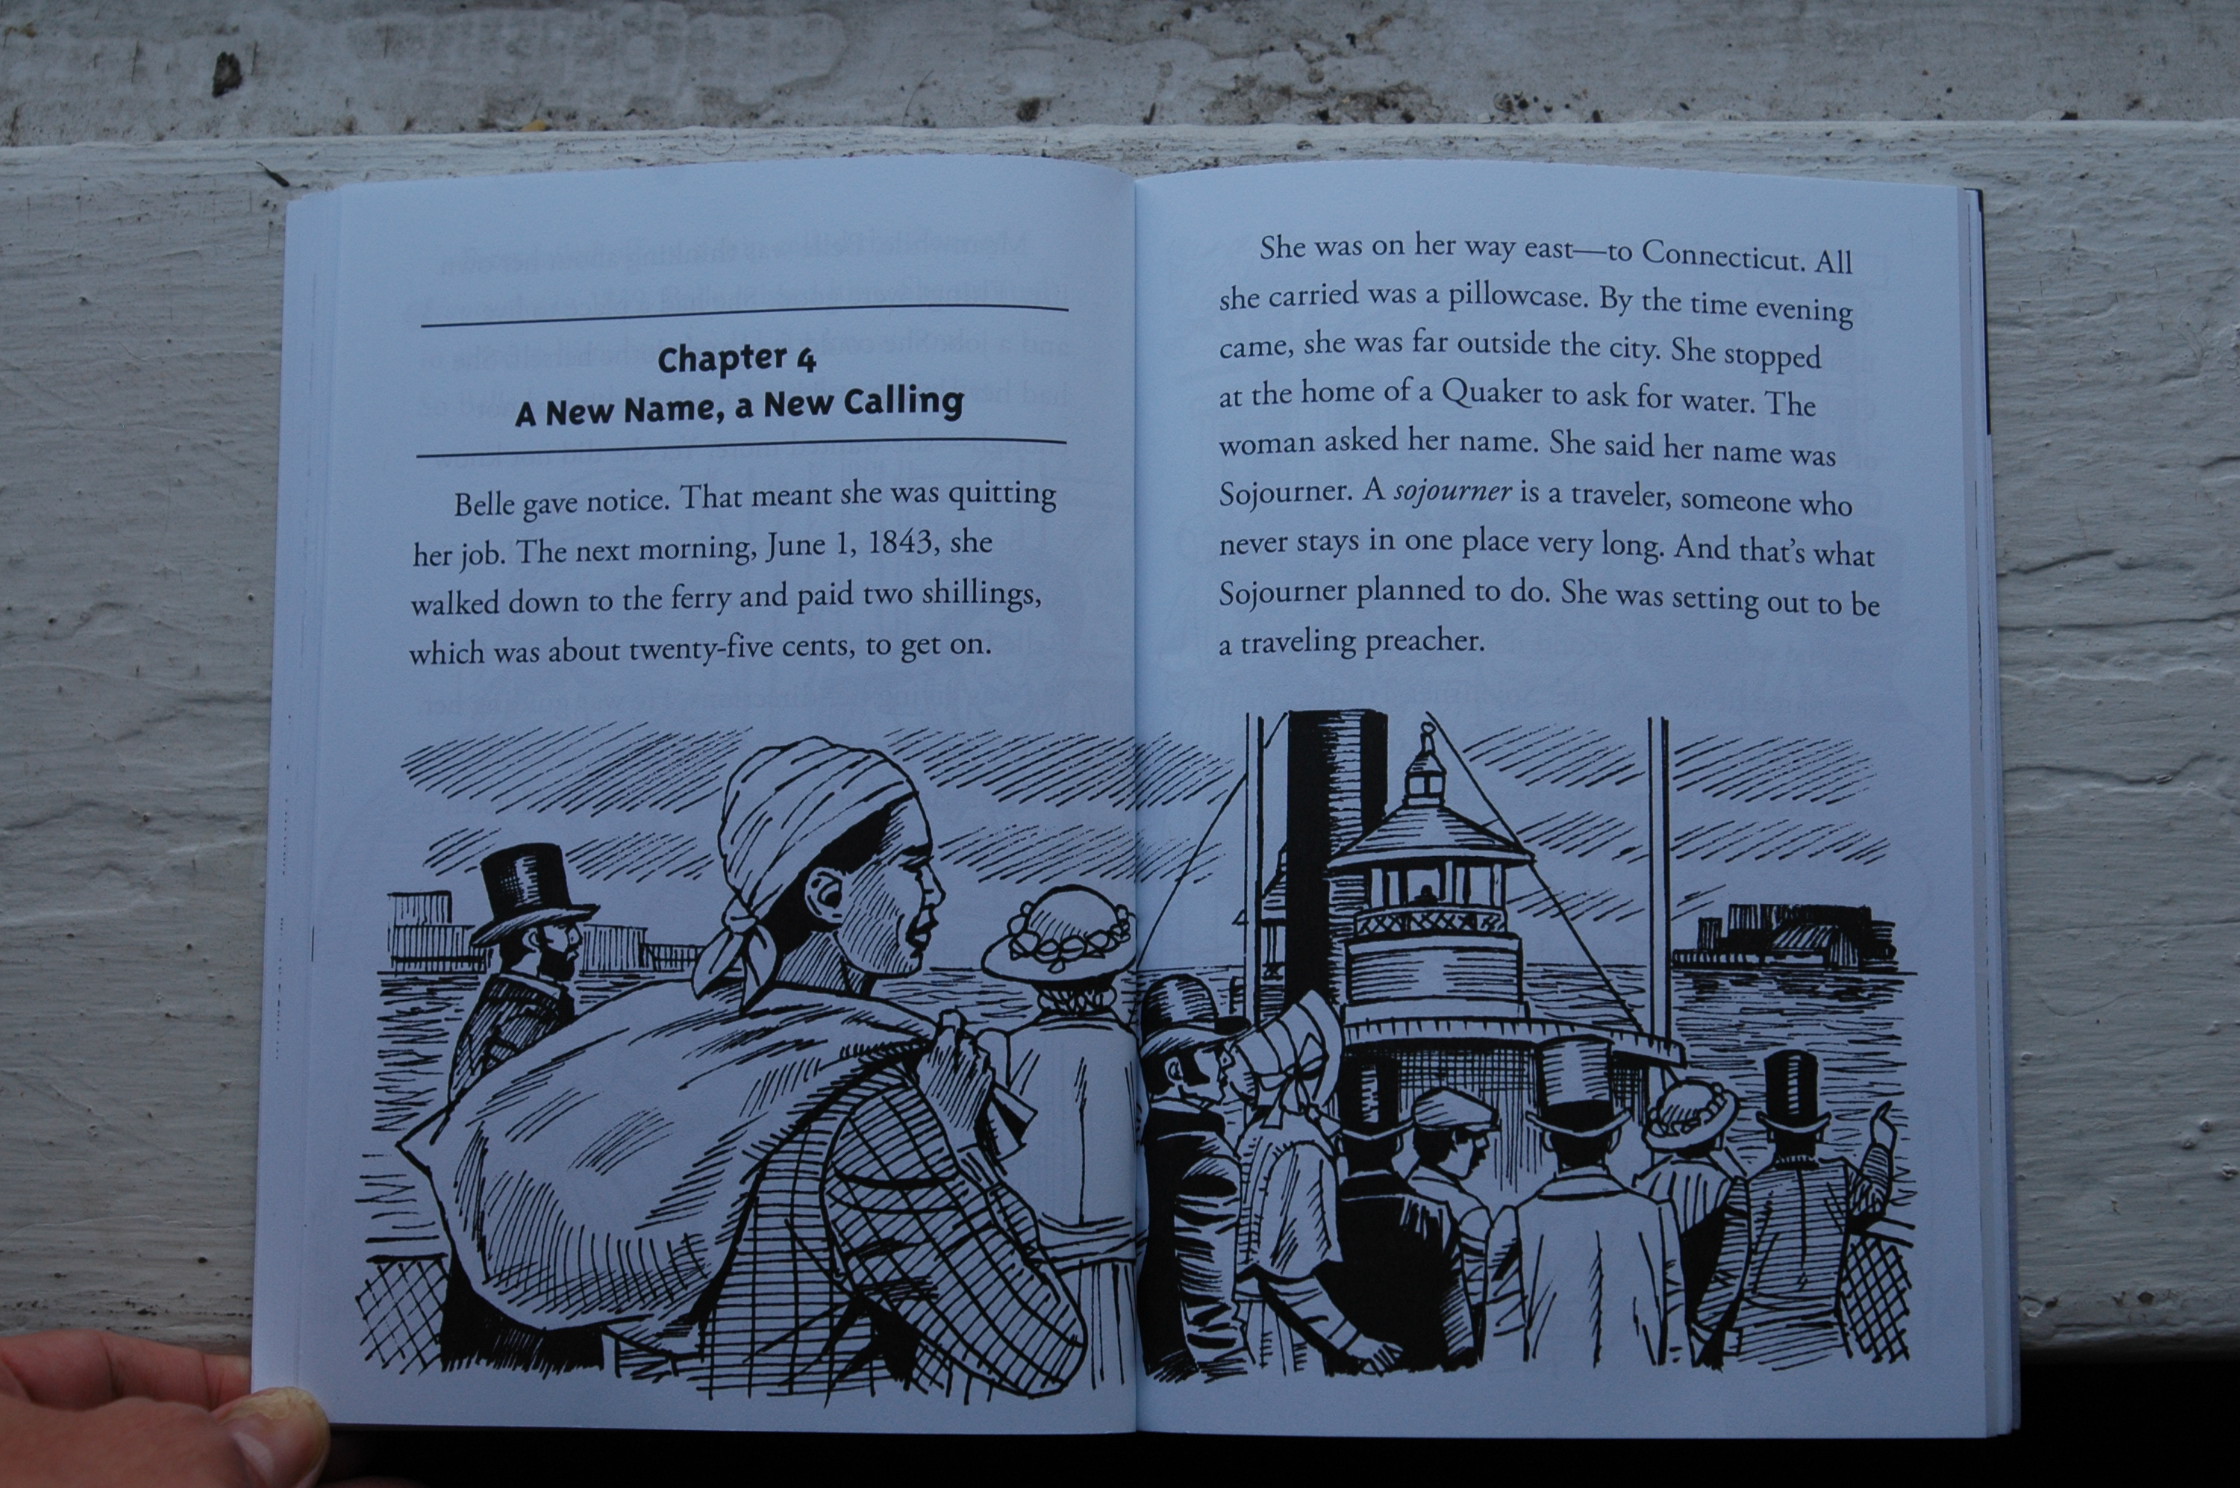 Chapter 4
A New Name, a New Calling
Belle gave notice. That meant she was quitting
her job. The next morning, June 1, 1843, she
walked down to the ferry and paid two shillings,
which was about twenty-five cents, to get on.
She was on her way east—to Connecticut. All
she carried was a pillowcase. By the time evening
came, she was far outside the city. She stopped
at the home of a Quaker to ask for water. The
woman asked her name. She said her name was
Sojourner. A sojourner is a traveler, someone who
never stays in one place very long. And that’s what
Sojourner planned to do. She was setting out to be
a traveling preacher.